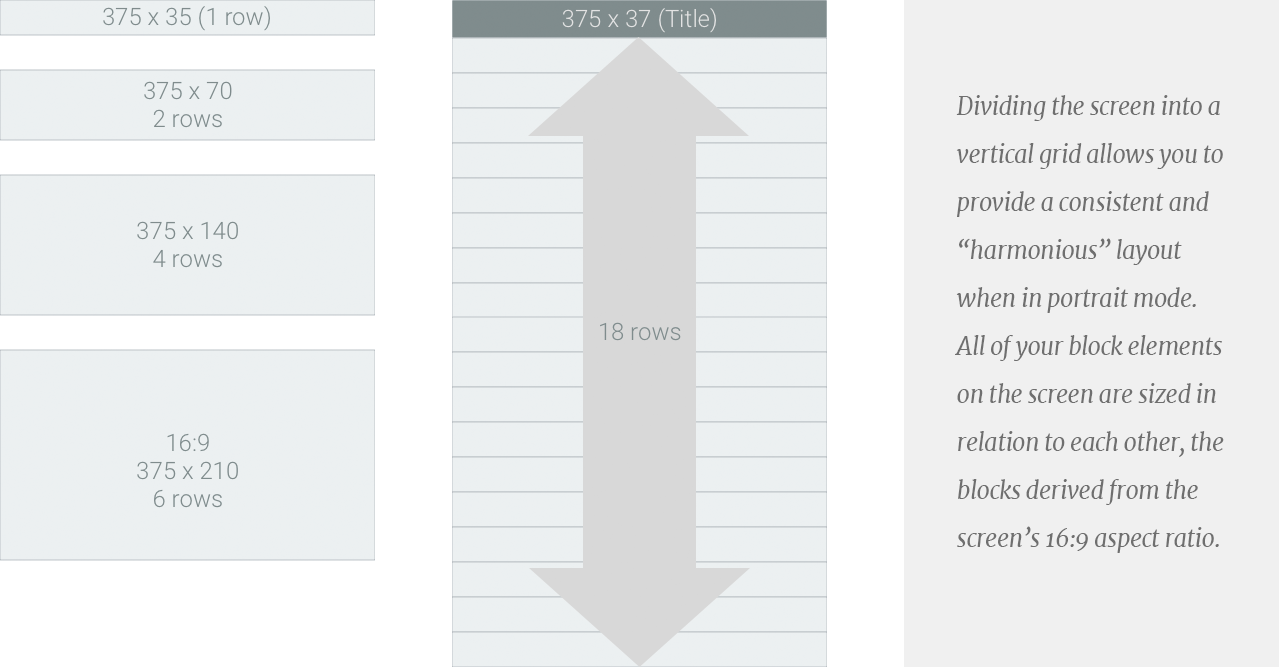 375 x 35 (1 row)
375 x 70
2 rows
375 x 140
4 rows
16:9
375 x 210
6 rows
375 x 37 (Title)
18 rows
Dividing the screen into a
vertical grid allows you to
provide a consistent and
“harmonious” layout
when in portrait mode.
All of your block elements
on the screen are sized in
relation to each other, the
blocks derived from the
screen’s 16:9 aspect ratio.